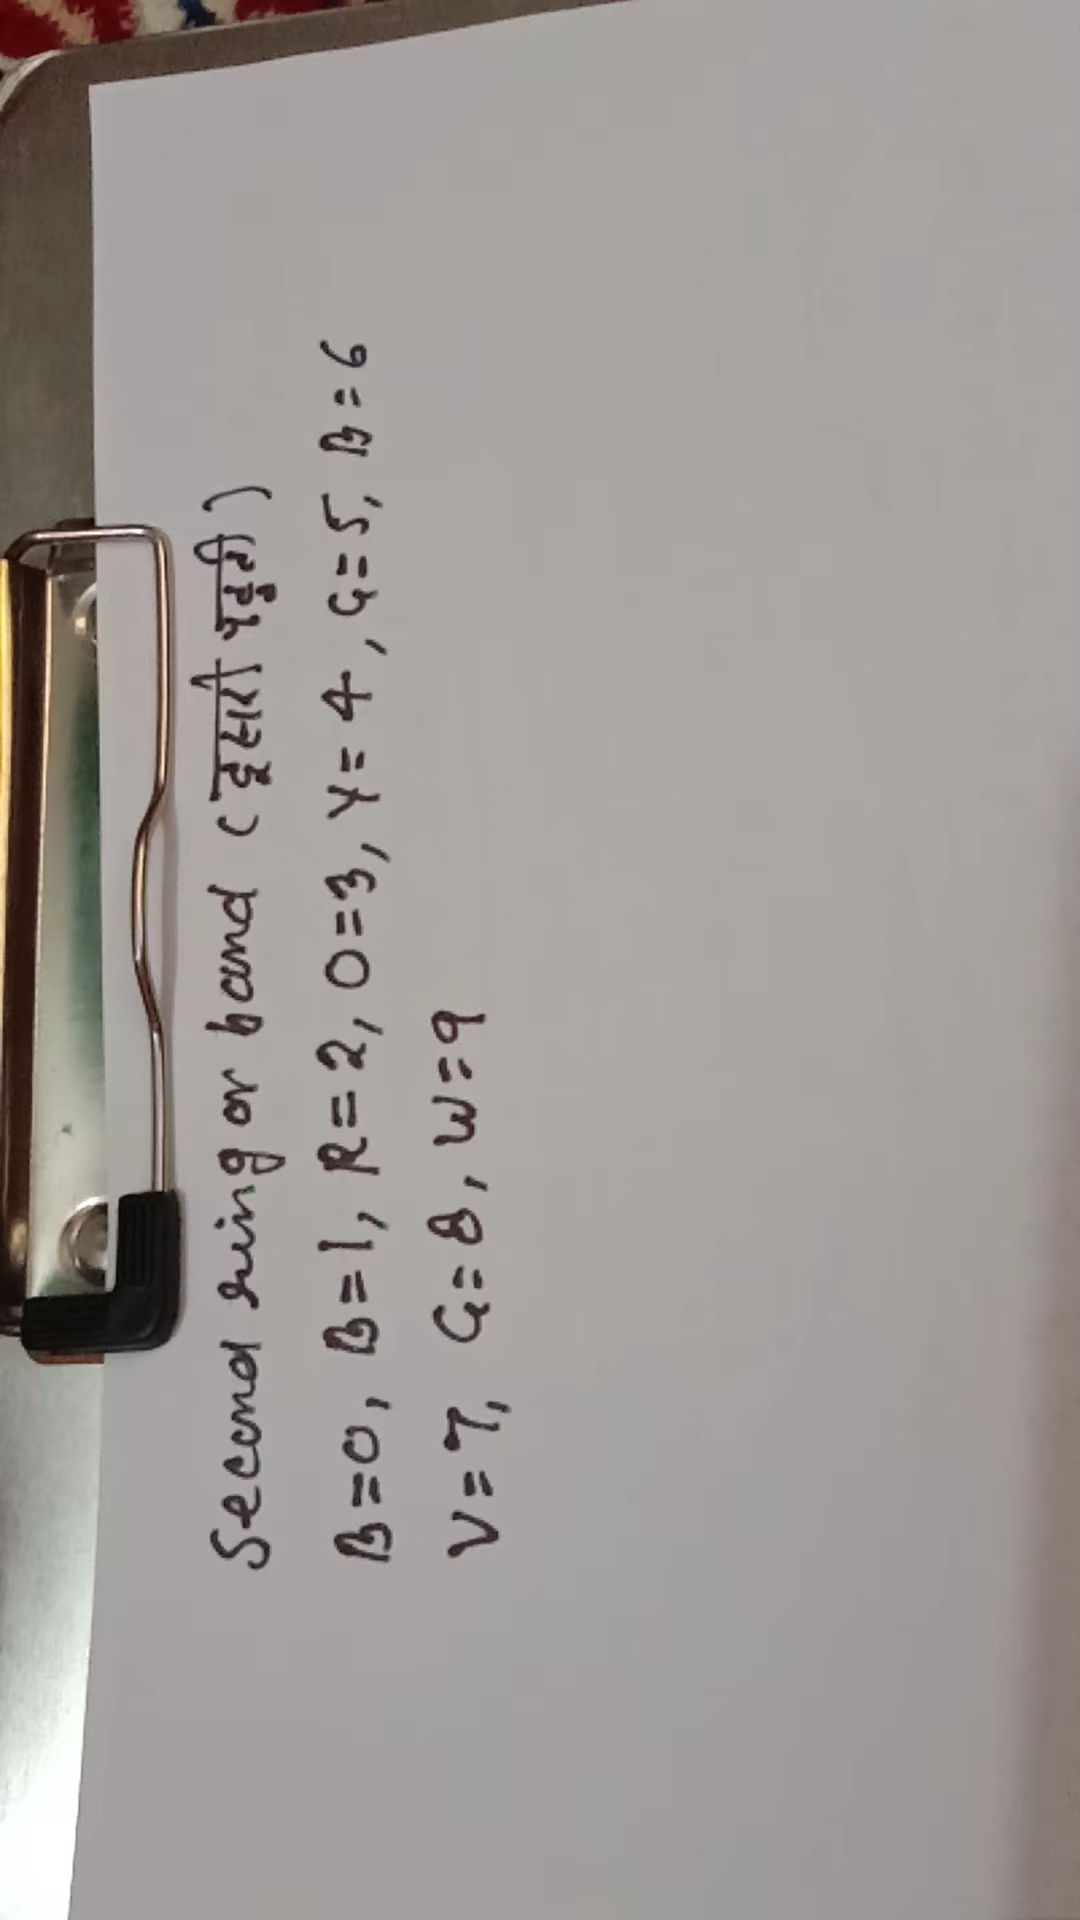 Second ring or band (दूसरी पट्टी)
B=0, B=1, R=2, O=3, Y=4, G=5, B=6
V=7, G=8, W=9